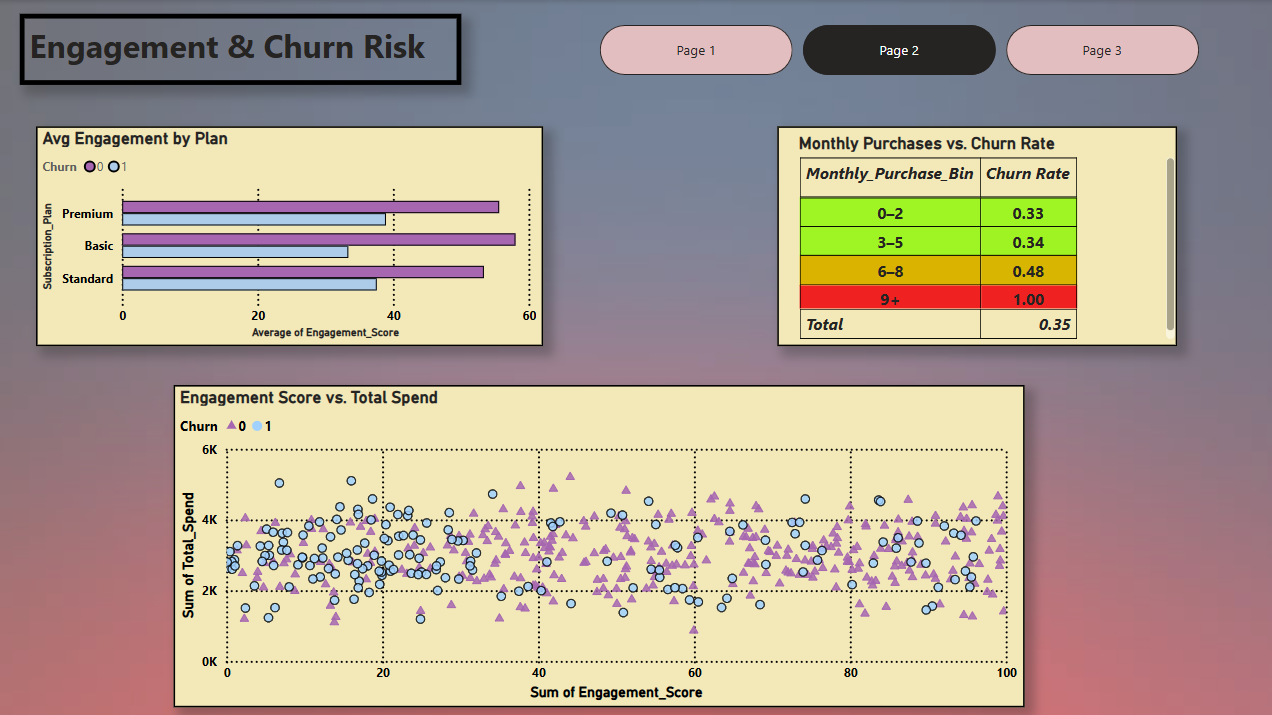 Engagement & Churn Risk
Page 1
Page 2
Page 3
Avg Engagement by Plan
Churn 0 1
Subscription_Plan
Premium
Basic
Standard
0 20 40 60
Average of Engagement_Score
Monthly Purchases vs. Churn Rate
Monthly_Purchase_Bin Churn Rate
0–2 0.33
3–5 0.34
6–8 0.48
9+ 1.00
Total 0.35
Engagement Score vs. Total Spend
Churn 0 1
Sum of Total_Spend
6K
4K
2K
0K
0 20 40 60 80 100
Sum of Engagement_Score